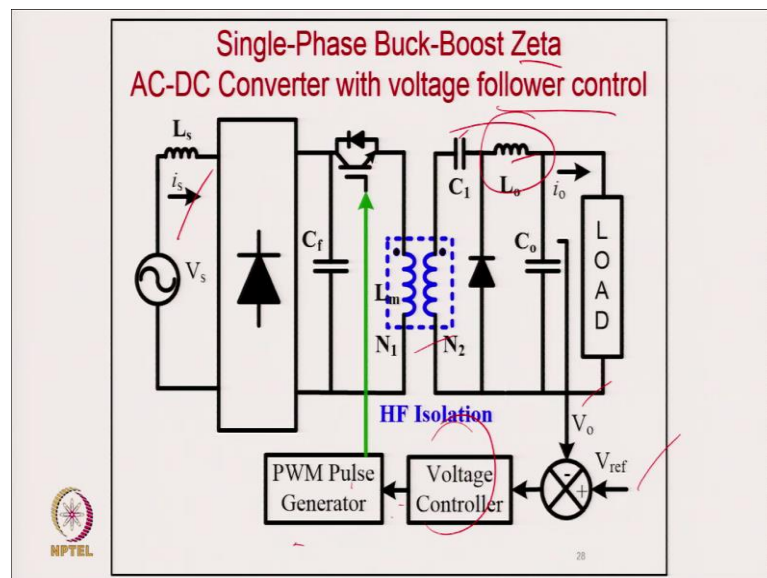 Single-Phase Buck-Boost Zeta
AC-DC Converter with voltage follower control
Ls
is
Vs
Cf
Lm
N1
N2
C1
Lo
io
Co
LOAD
HF Isolation
Vo
PWM Pulse
Generator
Voltage
Controller
-
+
Vref
NPTEL
28